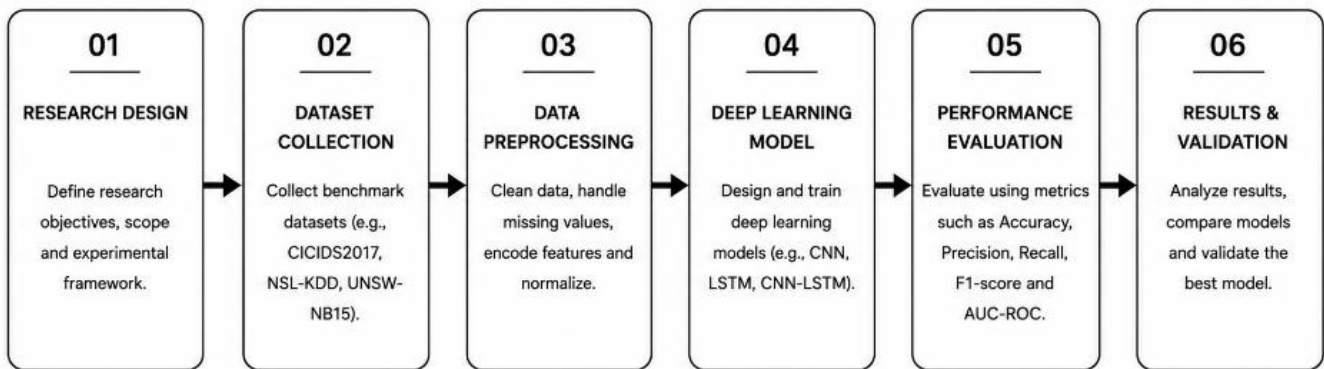 01
RESEARCH DESIGN
Define research
objectives, scope
and experimental
framework.
02
DATASET
COLLECTION
Collect benchmark
datasets (e.g.,
CICIDS2017,
NSL-KDD, UNSW-
NB15).
03
DATA
PREPROCESSING
Clean data, handle
missing values,
encode features and
normalize.
04
DEEP LEARNING
MODEL
Design and train
deep learning
models (e.g., CNN,
LSTM, CNN-LSTM).
05
PERFORMANCE
EVALUATION
Evaluate using metrics
such as Accuracy,
Precision, Recall,
F1-score and
AUC-ROC.
06
RESULTS &
VALIDATION
Analyze results,
compare models
and validate the
best model.